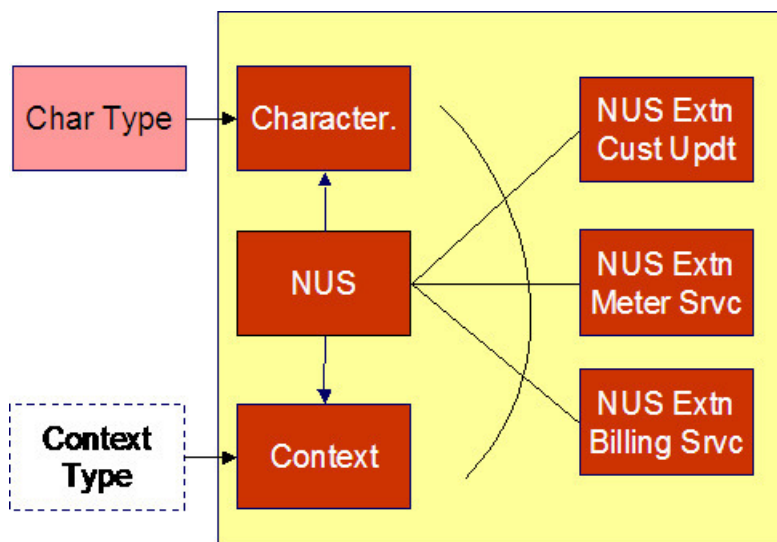 Char Type
Character.
NUS Extn
Cust Updt
NUS
NUS Extn
Meter Srvc
Context
Type
Context
NUS Extn
Billing Srvc